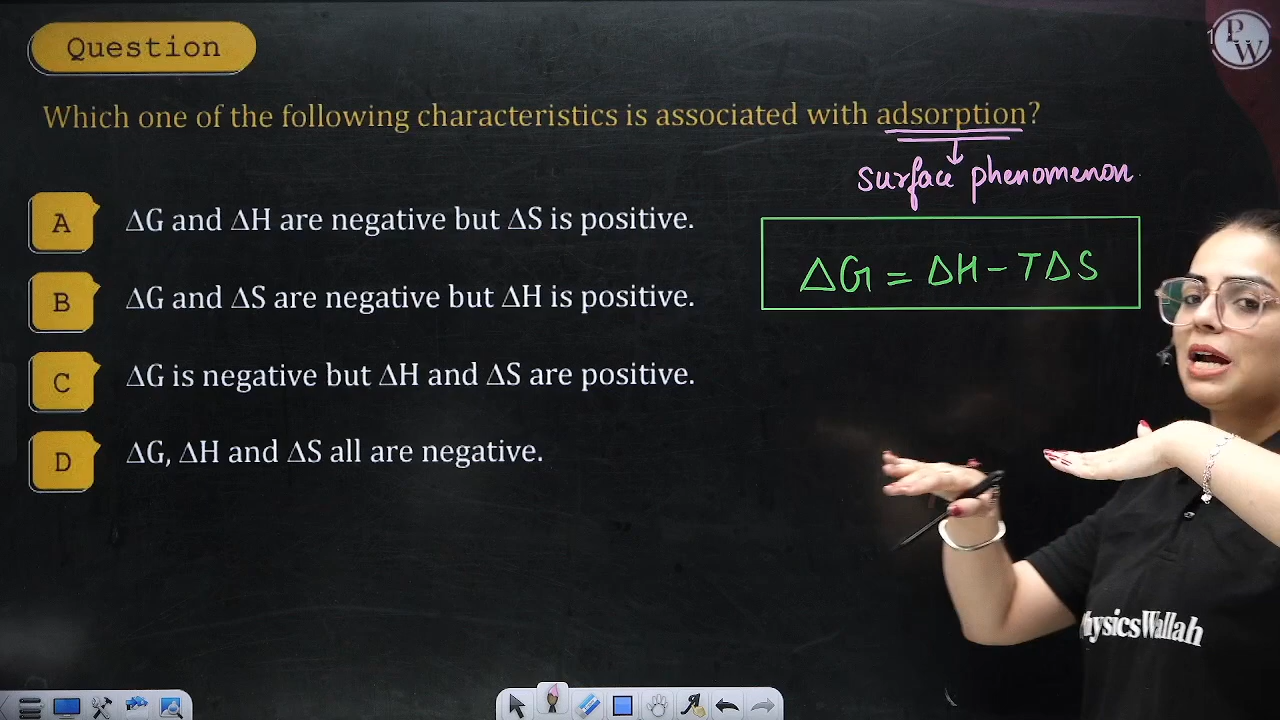 Question
PW
Which one of the following characteristics is associated with adsorption?
surface phenomenon
A ΔG and ΔH are negative but ΔS is positive.
ΔG = ΔH - TΔS
B ΔG and ΔS are negative but ΔH is positive.
C ΔG is negative but ΔH and ΔS are positive.
D ΔG, ΔH and ΔS all are negative.
PhysicsWallah